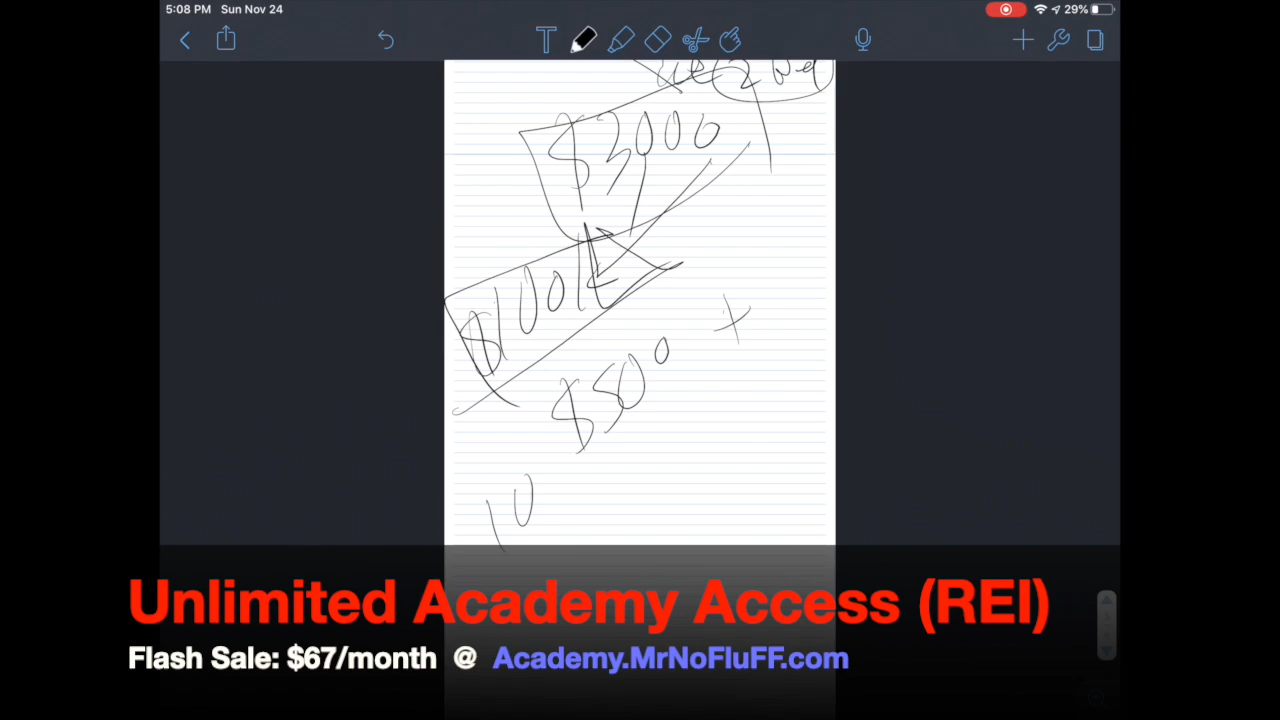 5:08 PM Sun Nov 24 29%
T
$3000
$100K
$500 +
10
Unlimited Academy Access (REI)
Flash Sale: $67/month @ Academy.MrNoFluFF.com